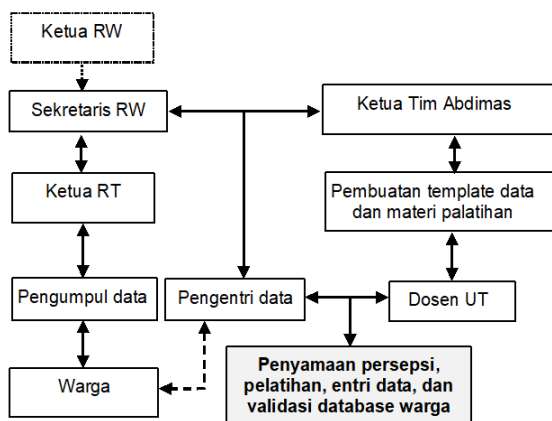 Ketua RW
Sekretaris RW
Ketua Tim Abdimas
Ketua RT
Pembuatan template data
dan materi palatihan
Pengumpul data
Pengentri data
Dosen UT
Warga
Penyamaan persepsi,
pelatihan, entri data, dan
validasi database warga